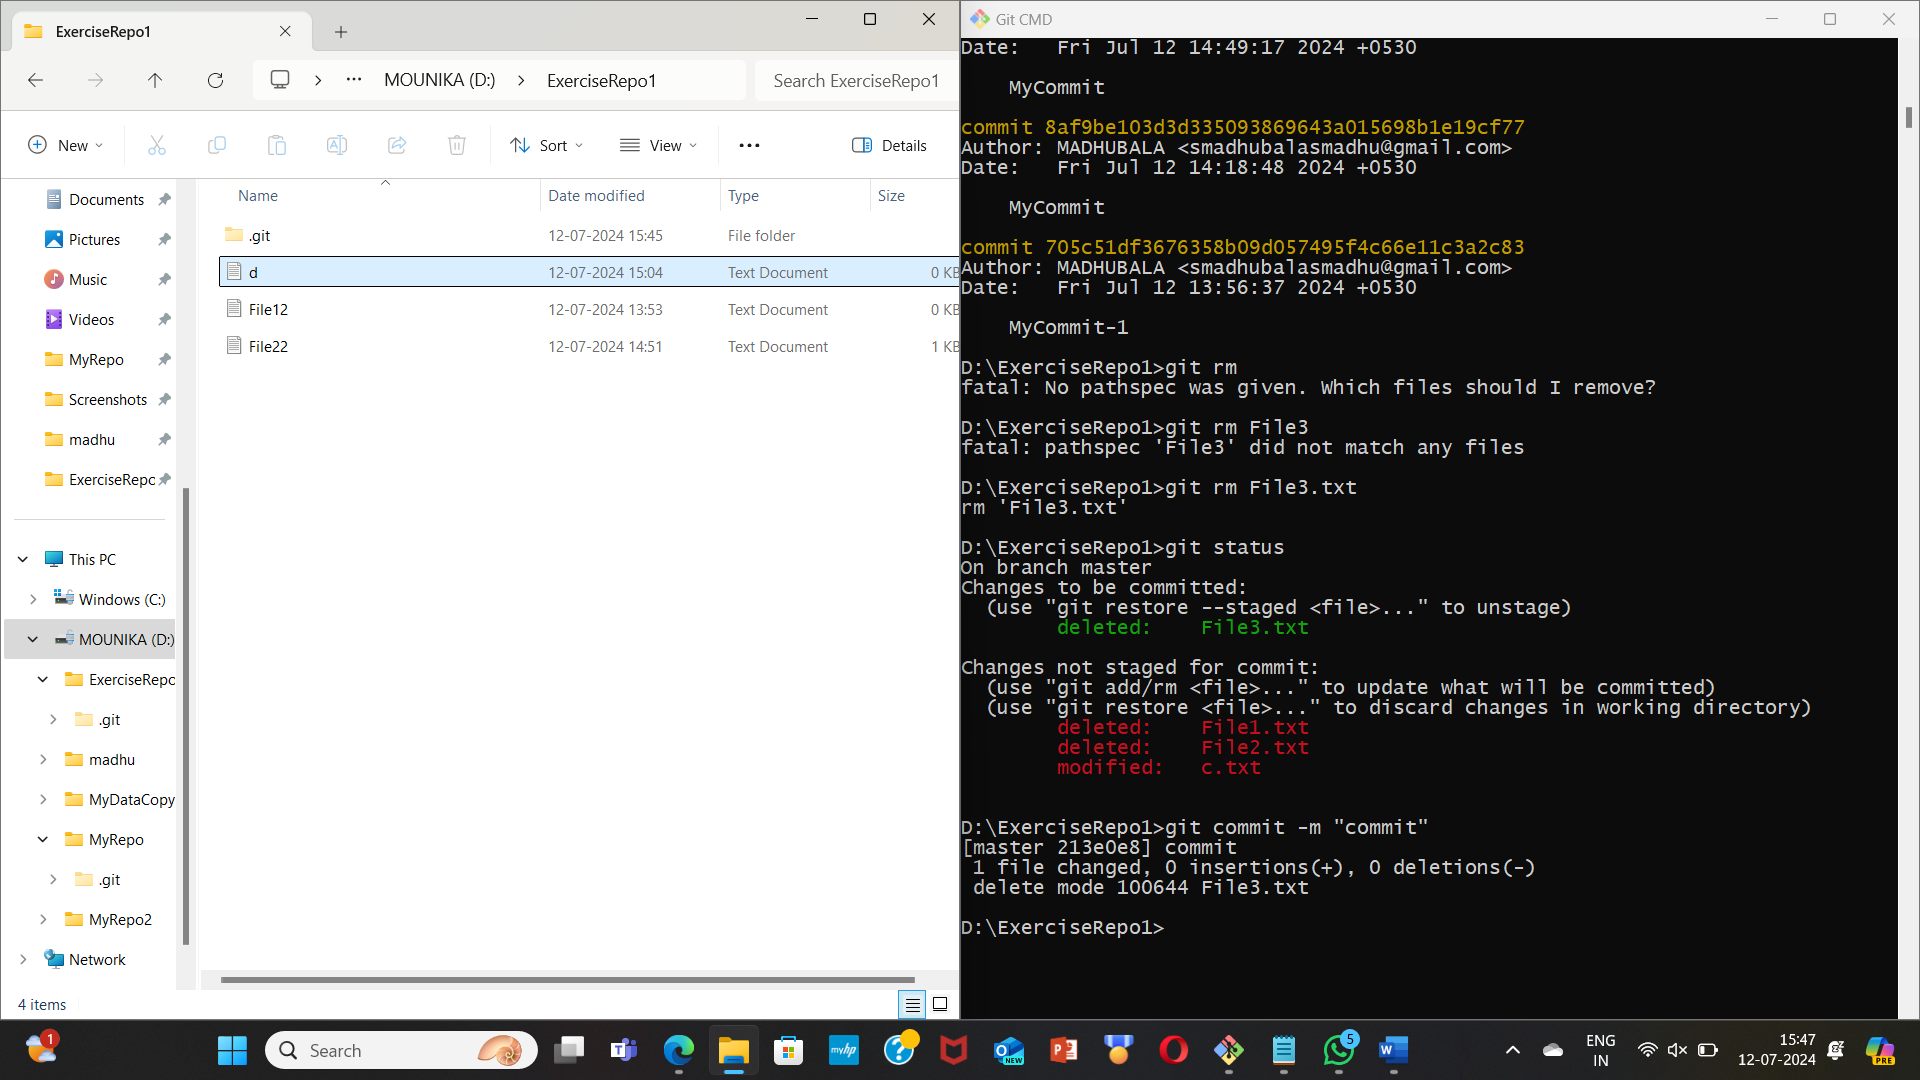 ExerciseRepo1
MOUNIKA (D:)
ExerciseRepo1
Search ExerciseRepo1
New
Sort
View
Details
Documents
Pictures
Music
Videos
MyRepo
Screenshots
madhu
ExerciseRepo
This PC
Windows (C:)
MOUNIKA (D:)
ExerciseRepo
.git
madhu
MyDataCopy
MyRepo
.git
MyRepo2
Network
Name Date modified Type Size
.git 12-07-2024 15:45 File folder
d 12-07-2024 15:04 Text Document 0 KB
File12 12-07-2024 13:53 Text Document 0 KB
File22 12-07-2024 14:51 Text Document 1 KB
4 items
Git CMD
Date:   Fri Jul 12 14:49:17 2024 +0530
MyCommit
commit 8af9be103d3d335093869643a015698b1e19cf77
Author: MADHUBALA <smadhubalasmadhu@gmail.com>
Date:   Fri Jul 12 14:18:48 2024 +0530
MyCommit
commit 705c51df3676358b09d057495f4c66e11c3a2c83
Author: MADHUBALA <smadhubalasmadhu@gmail.com>
Date:   Fri Jul 12 13:56:37 2024 +0530
MyCommit-1
D:\ExerciseRepo1>git rm
fatal: No pathspec was given. Which files should I remove?
D:\ExerciseRepo1>git rm File3
fatal: pathspec 'File3' did not match any files
D:\ExerciseRepo1>git rm File3.txt
rm 'File3.txt'
D:\ExerciseRepo1>git status
On branch master
Changes to be committed:
(use "git restore --staged <file>..." to unstage)
deleted:    File3.txt
Changes not staged for commit:
(use "git add/rm <file>..." to update what will be committed)
(use "git restore <file>..." to discard changes in working directory)
deleted:    File1.txt
deleted:    File2.txt
modified:   c.txt
D:\ExerciseRepo1>git commit -m "commit"
[master 213e0e8] commit
1 file changed, 0 insertions(+), 0 deletions(-)
delete mode 100644 File3.txt
D:\ExerciseRepo1>
1
Search
myhp
NEW
5
ENG
IN
15:47
12-07-2024
PRE